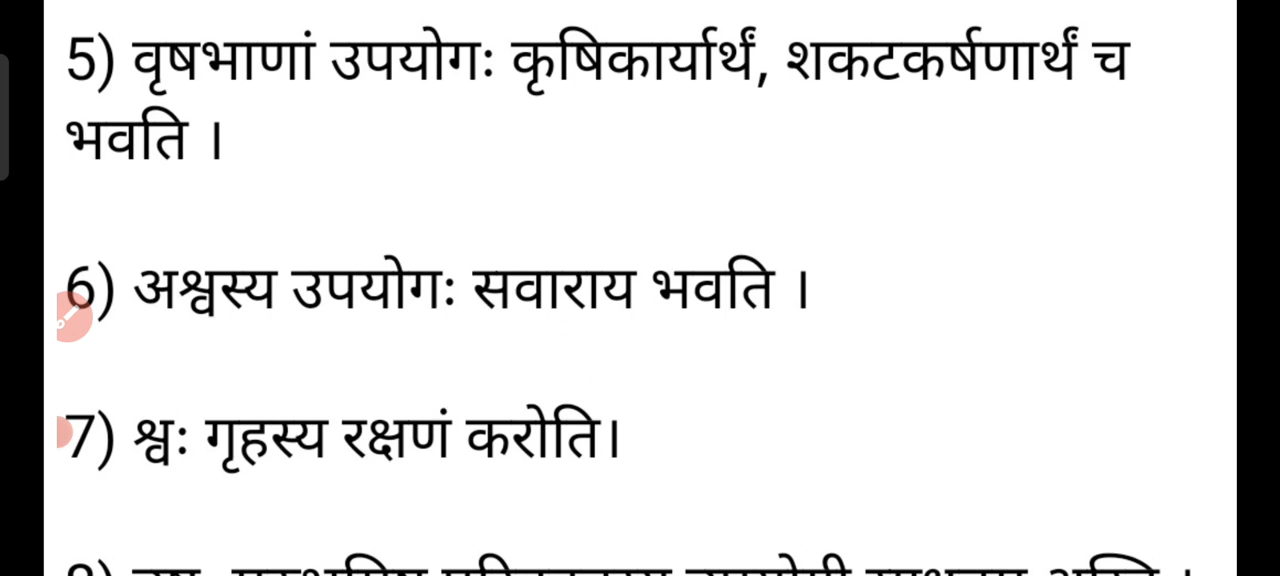 5) वृषभाणां उपयोगः कृषिकार्यार्थं, शकटकर्षणार्थं च
भवति ।
6) अश्वस्य उपयोगः सवाराय भवति ।
7) श्वः गृहस्य रक्षणं करोति।